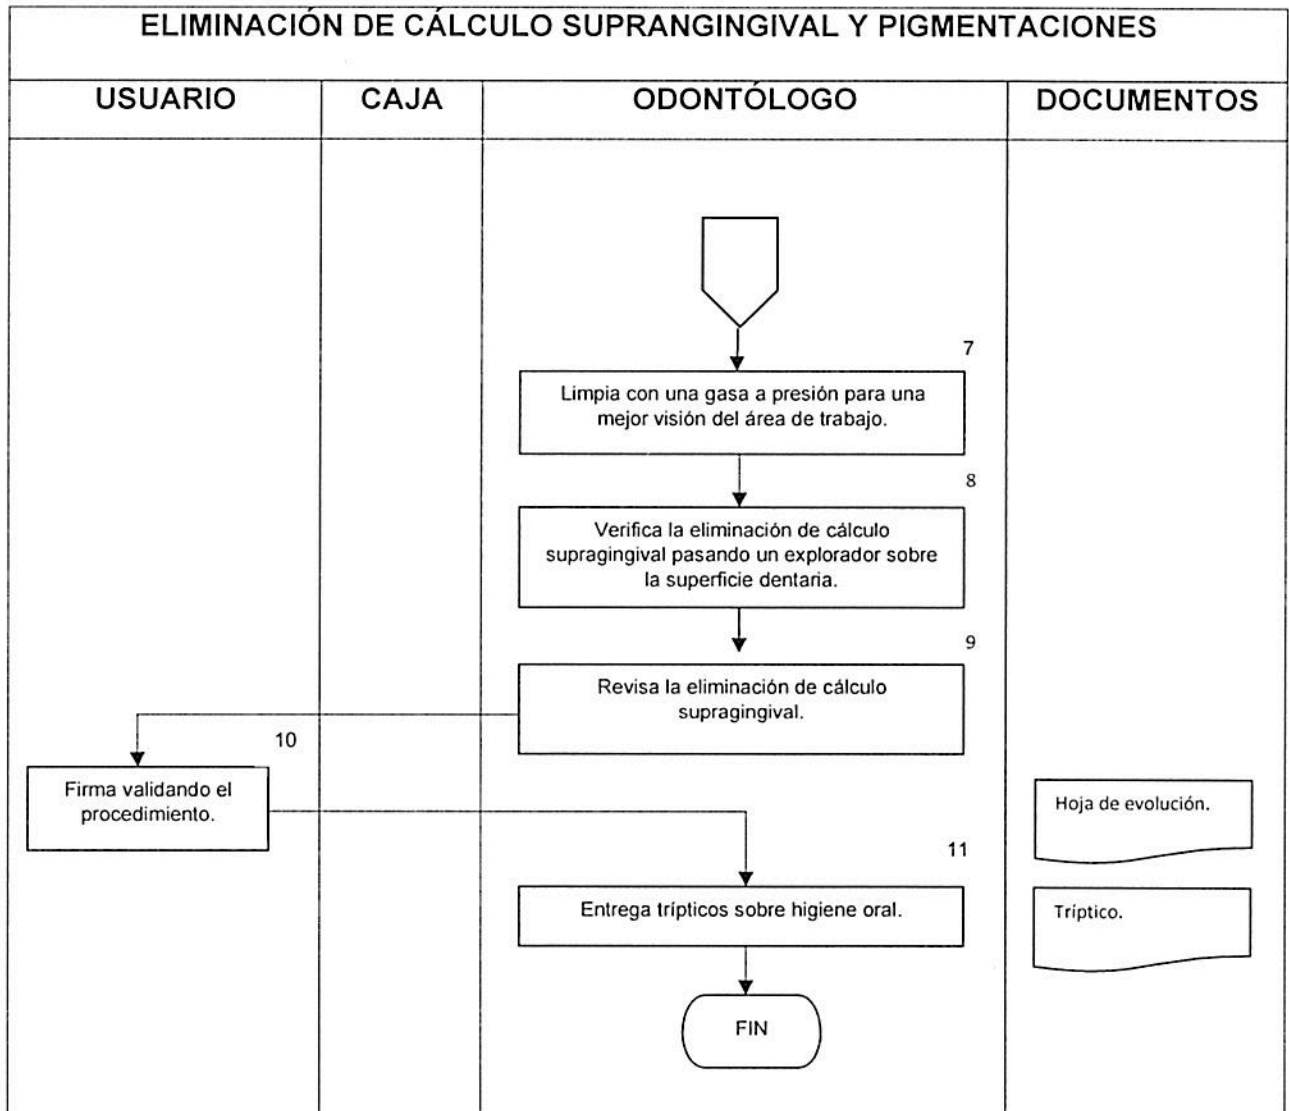 ELIMINACIÓN DE CÁLCULO SUPRANGINGIVAL Y PIGMENTACIONES
USUARIO
CAJA
ODONTÓLOGO
DOCUMENTOS
7
Limpia con una gasa a presión para una
mejor visión del área de trabajo.
8
Verifica la eliminación de cálculo
supragingival pasando un explorador sobre
la superficie dentaria.
9
Revisa la eliminación de cálculo
supragingival.
10
Firma validando el
procedimiento.
Hoja de evolución.
11
Entrega trípticos sobre higiene oral.
Tríptico.
FIN